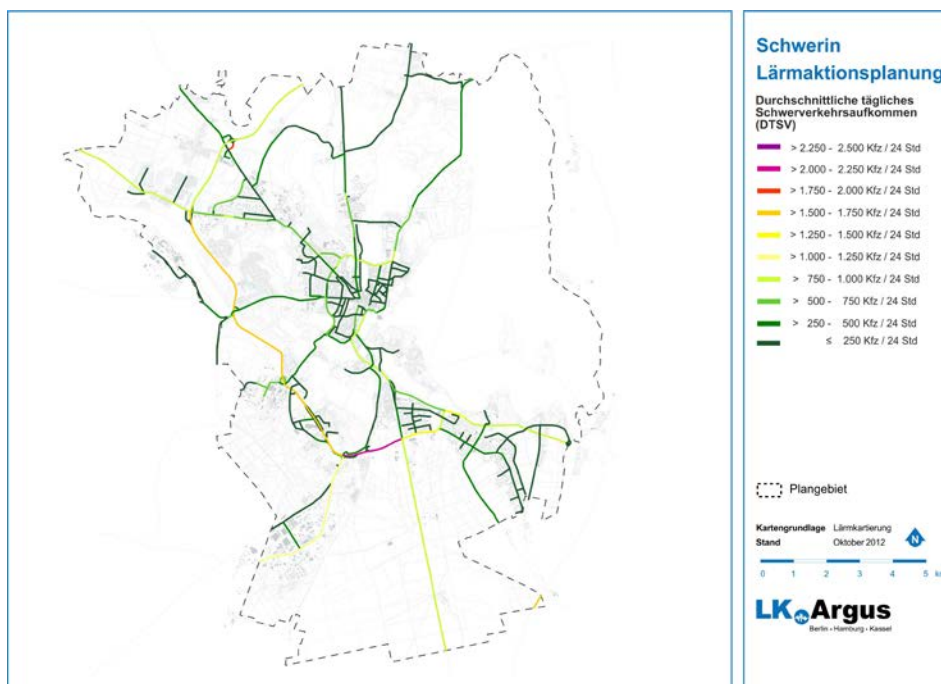 Schwerin
Lärmaktionsplanung
Durchschnittliche tägliches
Schwerverkehrsaufkommen
(DTSV)
> 2.250 - 2.500 Kfz / 24 Std
> 2.000 - 2.250 Kfz / 24 Std
> 1.750 - 2.000 Kfz / 24 Std
> 1.500 - 1.750 Kfz / 24 Std
> 1.250 - 1.500 Kfz / 24 Std
> 1.000 - 1.250 Kfz / 24 Std
> 750 - 1.000 Kfz / 24 Std
> 500 - 750 Kfz / 24 Std
> 250 - 500 Kfz / 24 Std
≤ 250 Kfz / 24 Std
Plangebiet
Kartengrundlage Lärmkartierung
Stand Oktober 2012
N
0 1 2 3 4 5
LK Argus
Berlin • Hamburg • Kassel